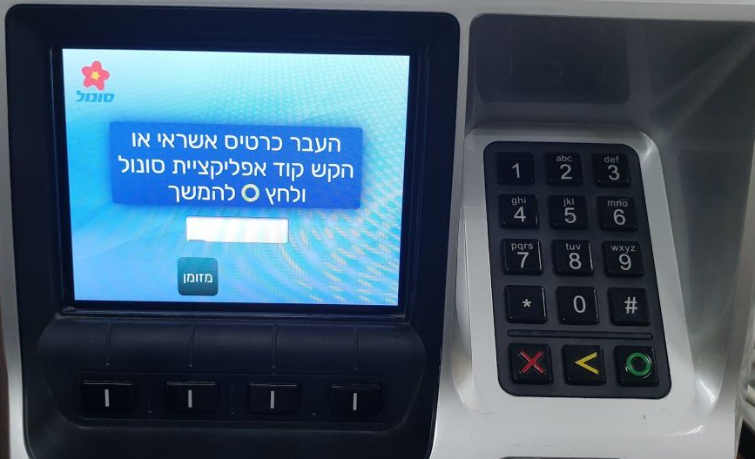 סונול
העבר כרטיס אשראי או
הקש קוד אפליקציית סונול
ולחץ O להמשך
מזומן
1 2 abc 3 def
4 ghi 5 jkl 6 mno
7 pqrs 8 tuv 9 wxyz
* 0 #
X < O